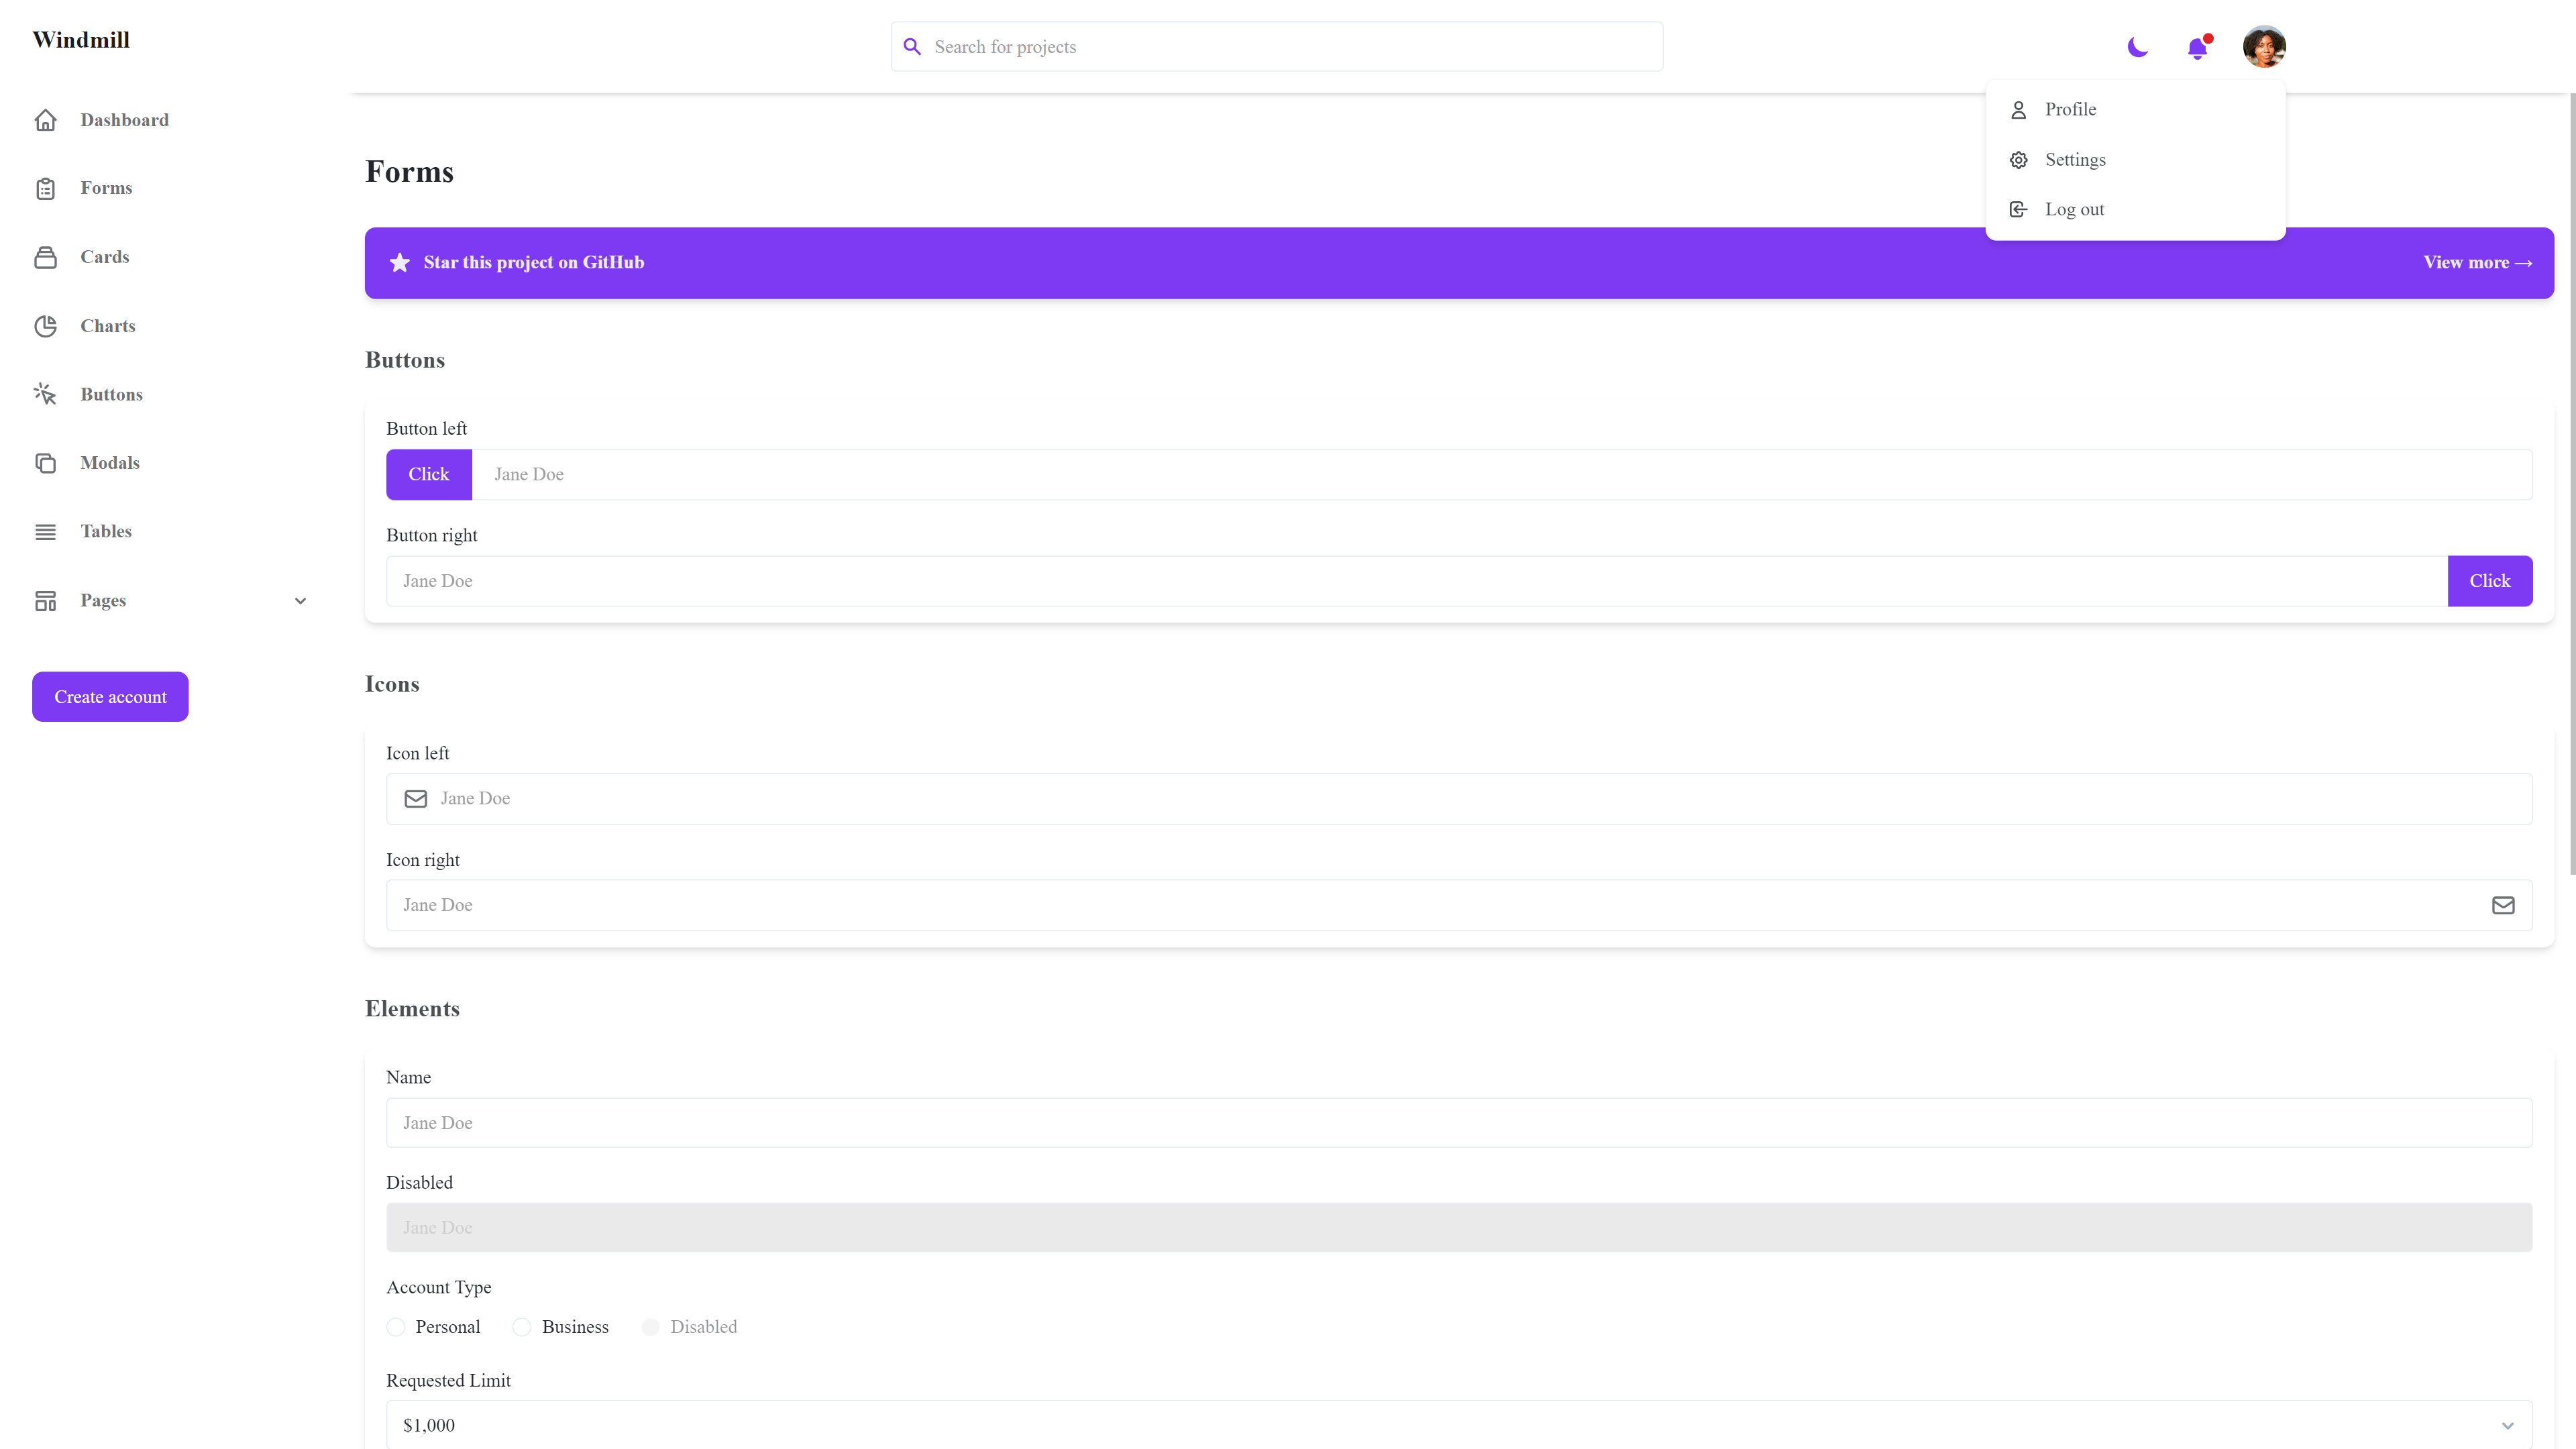 Windmill
Search for projects
Dashboard
Forms
Cards
Charts
Buttons
Modals
Tables
Pages
Create account
Profile
Settings
Log out
Forms
Star this project on GitHub
View more →
Buttons
Button left
Click
Jane Doe
Button right
Jane Doe
Click
Icons
Icon left
Jane Doe
Icon right
Jane Doe
Elements
Name
Jane Doe
Disabled
Jane Doe
Account Type
Personal
Business
Disabled
Requested Limit
$1,000